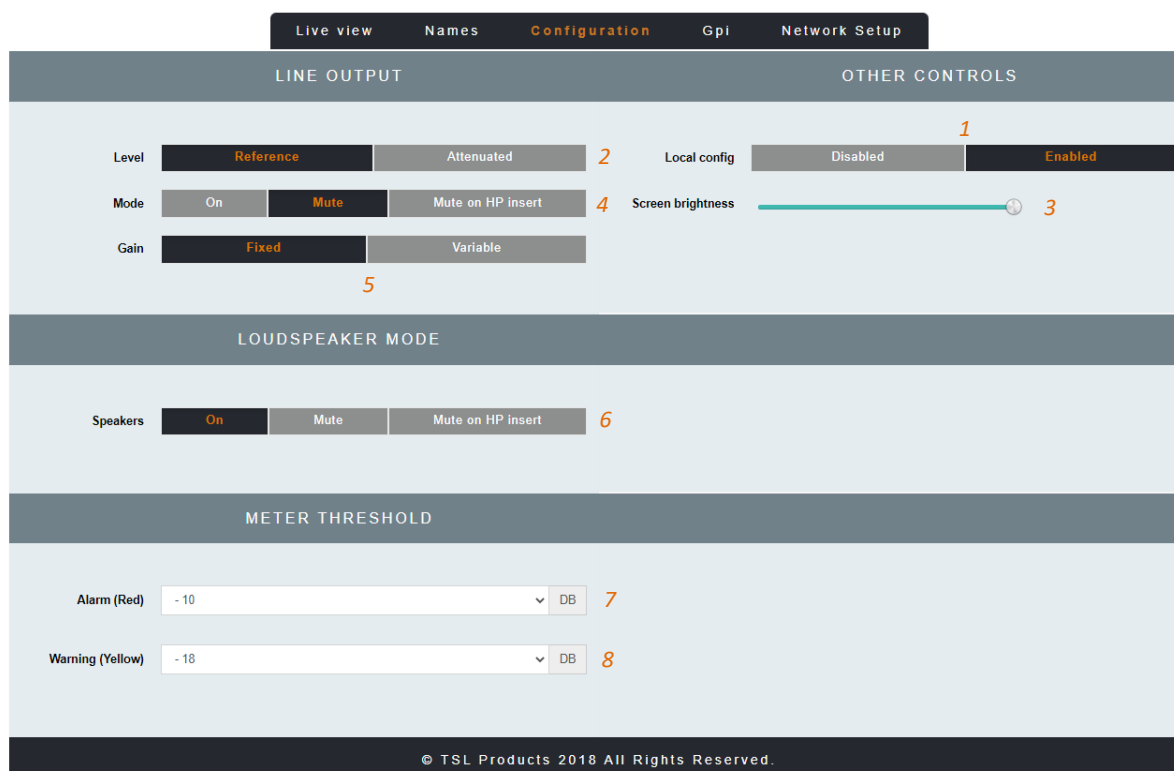 Live view Names Configuration Gpi Network Setup
LINE OUTPUT OTHER CONTROLS
1
Level Reference Attenuated 2 Local config Disabled Enabled
Mode On Mute Mute on HP insert 4 Screen brightness 3
Gain Fixed Variable
5
LOUDSPEAKER MODE
Speakers On Mute Mute on HP insert 6
METER THRESHOLD
Alarm (Red) - 10 DB 7
Warning (Yellow) - 18 DB 8
© TSL Products 2018 All Rights Reserved.